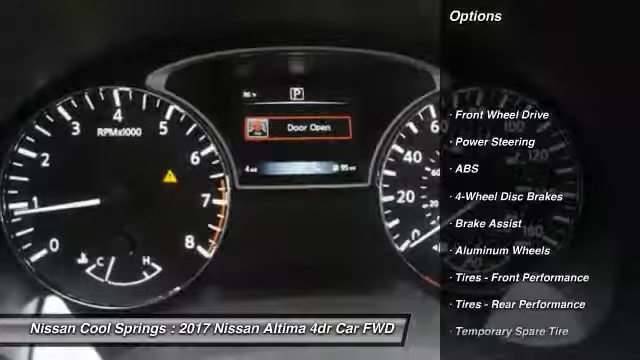 Options
· Front Wheel Drive
· Power Steering
· ABS
· 4-Wheel Disc Brakes
· Brake Assist
· Aluminum Wheels
· Tires - Front Performance
· Tires - Rear Performance
· Temporary Spare Tire
P
Door Open
RPMx1000
0
1
2
3
4
5
6
7
8
C H
0
20
40
60
Nissan Cool Springs : 2017 Nissan Altima 4dr Car FWD